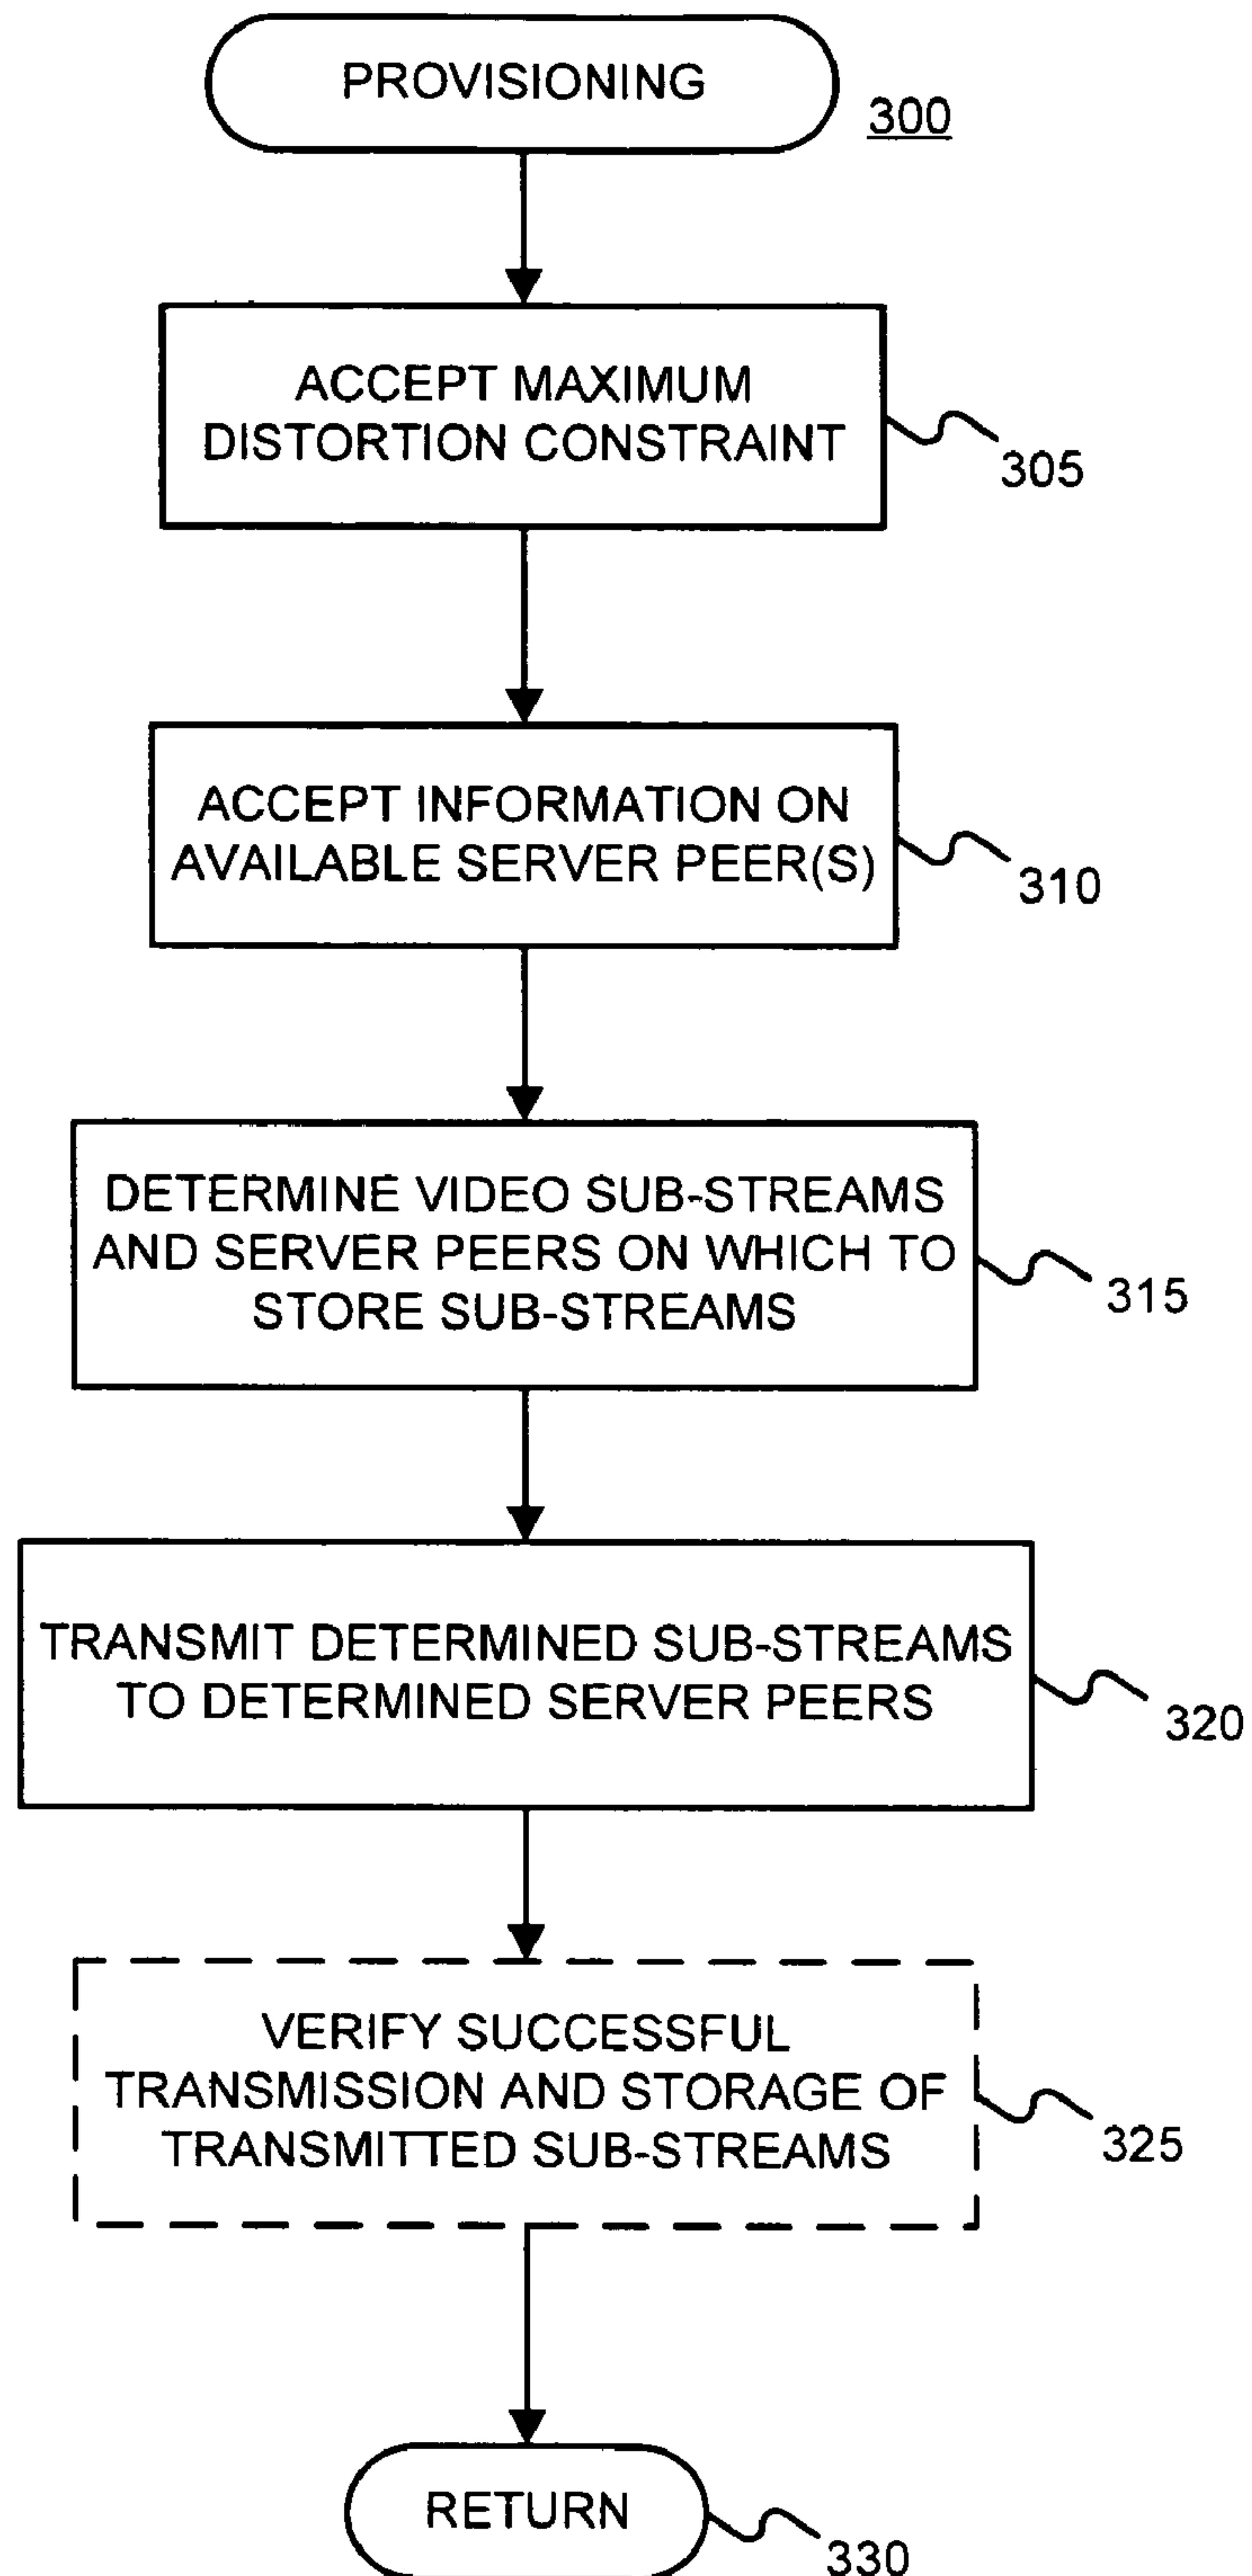 PROVISIONING
300
ACCEPT MAXIMUM
DISTORTION CONSTRAINT
305
ACCEPT INFORMATION ON
AVAILABLE SERVER PEER(S)
310
DETERMINE VIDEO SUB-STREAMS
AND SERVER PEERS ON WHICH TO
STORE SUB-STREAMS
315
TRANSMIT DETERMINED SUB-STREAMS
TO DETERMINED SERVER PEERS
320
VERIFY SUCCESSFUL
TRANSMISSION AND STORAGE OF
TRANSMITTED SUB-STREAMS
325
RETURN
330